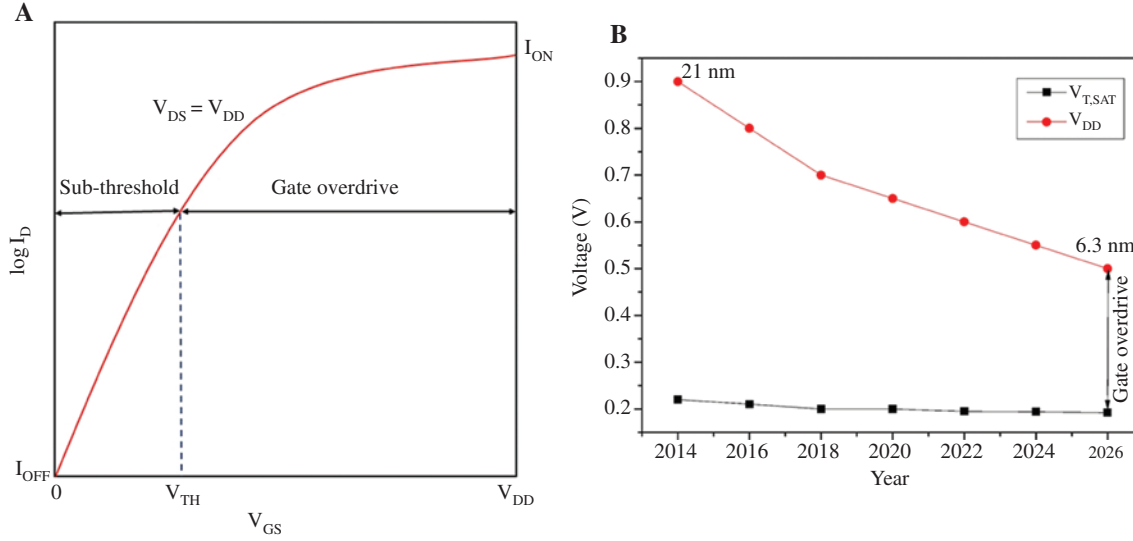 A
I_ON
V_DS = V_DD
Sub-threshold
Gate overdrive
log I_D
I_OFF
0
V_TH
V_DD
V_GS
B
0.9
0.8
0.7
0.6
0.5
0.4
0.3
0.2
Voltage (V)
21 nm
V_T,SAT
V_DD
6.3 nm
Gate overdrive
2014 2016 2018 2020 2022 2024 2026
Year